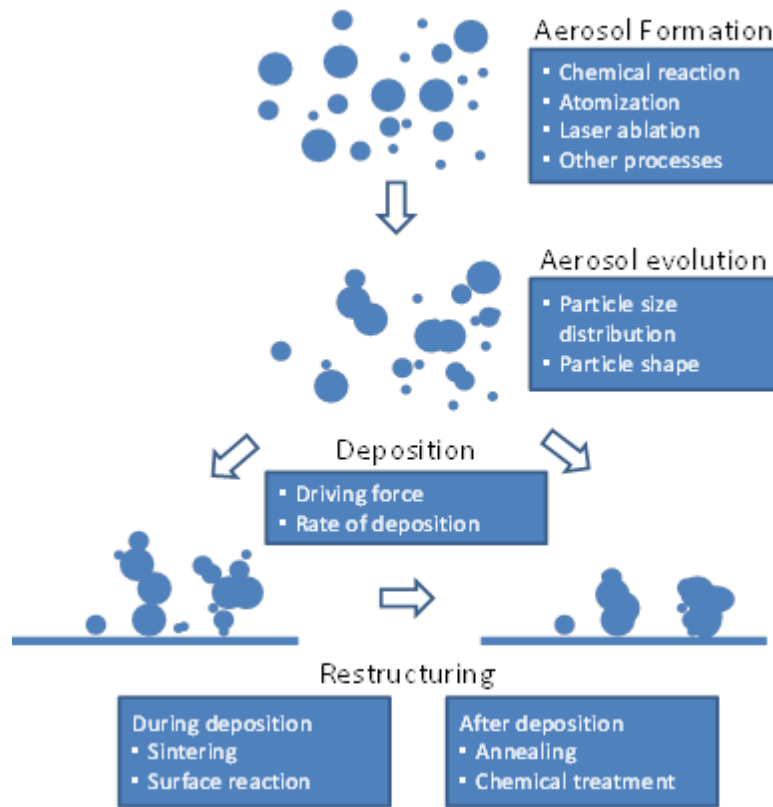 Aerosol Formation
▪ Chemical reaction
▪ Atomization
▪ Laser ablation
▪ Other processes
Aerosol evolution
▪ Particle size
distribution
▪ Particle shape
Deposition
▪ Driving force
▪ Rate of deposition
Restructuring
During deposition
▪ Sintering
▪ Surface reaction
After deposition
▪ Annealing
▪ Chemical treatment